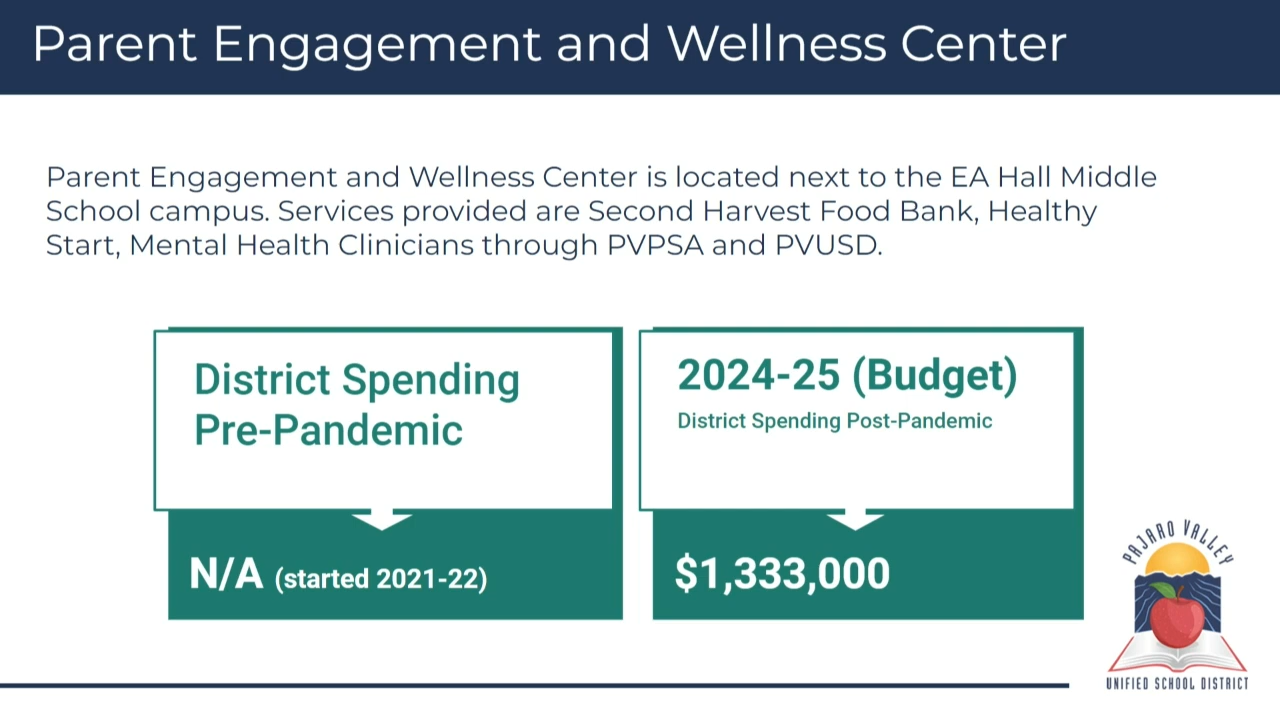 Parent Engagement and Wellness Center
Parent Engagement and Wellness Center is located next to the EA Hall Middle
School campus. Services provided are Second Harvest Food Bank, Healthy
Start, Mental Health Clinicians through PVPSA and PVUSD.
District Spending
Pre-Pandemic
N/A (started 2021-22)
2024-25 (Budget)
District Spending Post-Pandemic
$1,333,000
PAJARO VALLEY
UNIFIED SCHOOL DISTRICT